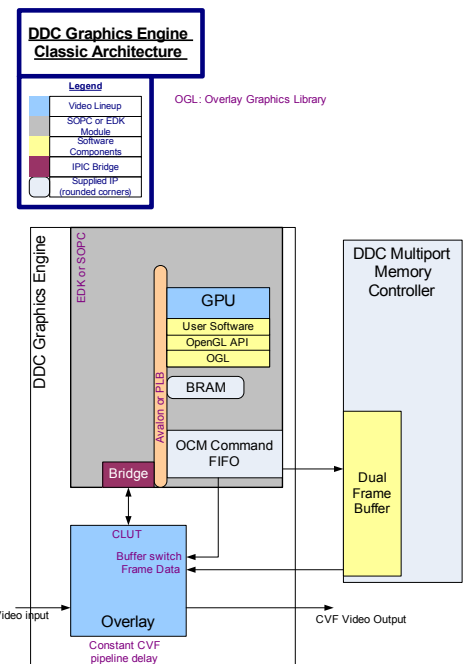 DDC Graphics Engine
Classic Architecture
Legend
Video Lineup
SOPC or EDK
Module
Software
Components
IPIC Bridge
Supplied IP
(rounded corners)
OGL: Overlay Graphics Library
DDC Graphics Engine
EDK or SOPC
Avalon or PLB
GPU
User Software
OpenGL API
OGL
BRAM
OCM Command
FIFO
Bridge
DDC Multiport
Memory
Controller
Dual
Frame
Buffer
CLUT
Buffer switch
Frame Data
Overlay
Video input
CVF Video Output
Constant CVF
pipeline delay